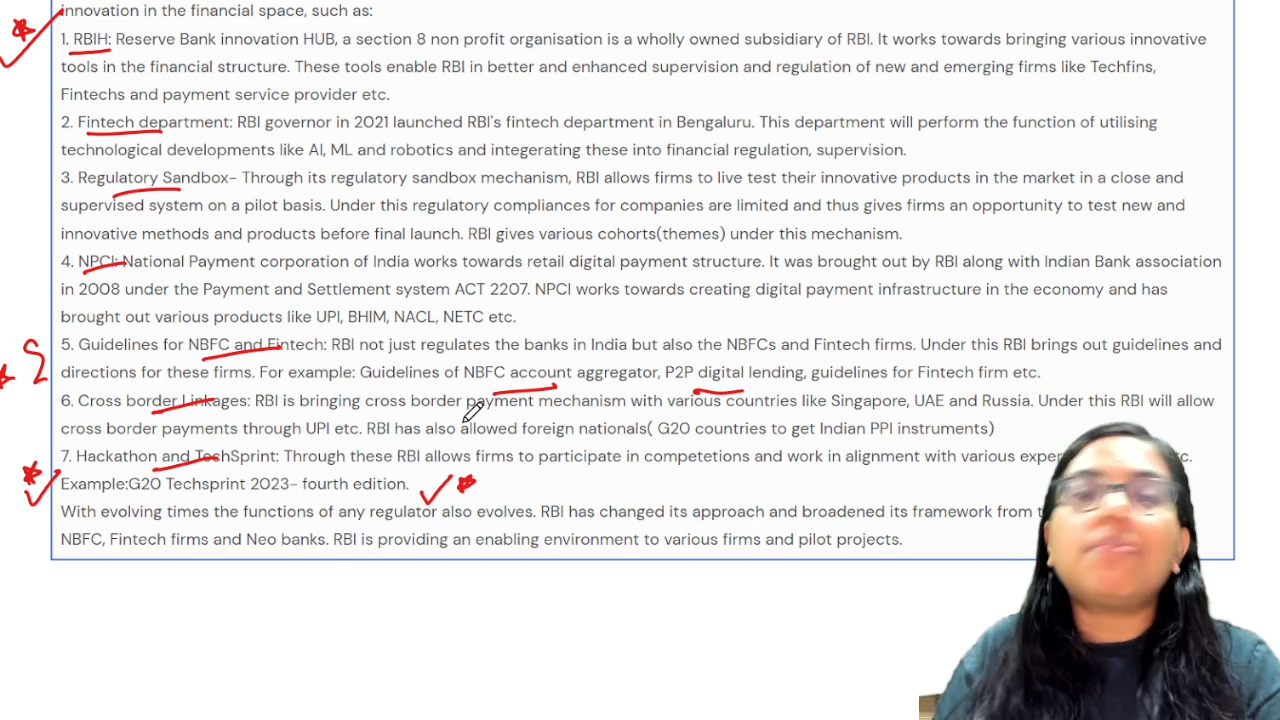 innovation in the financial space, such as:
1. RBIH: Reserve Bank innovation HUB, a section 8 non profit organisation is a wholly owned subsidiary of RBI. It works towards bringing various innovative
tools in the financial structure. These tools enable RBI in better and enhanced supervision and regulation of new and emerging firms like Techfins,
Fintechs and payment service provider etc.
2. Fintech department: RBI governor in 2021 launched RBI's fintech department in Bengaluru. This department will perform the function of utilising
technological developments like AI, ML and robotics and integerating these into financial regulation, supervision.
3. Regulatory Sandbox- Through its regulatory sandbox mechanism, RBI allows firms to live test their innovative products in the market in a close and
supervised system on a pilot basis. Under this regulatory compliances for companies are limited and thus gives firms an opportunity to test new and
innovative methods and products before final launch. RBI gives various cohorts(themes) under this mechanism.
4. NPCI: National Payment corporation of India works towards retail digital payment structure. It was brought out by RBI along with Indian Bank association
in 2008 under the Payment and Settlement system ACT 2207. NPCI works towards creating digital payment infrastructure in the economy and has
brought out various products like UPI, BHIM, NACL, NETC etc.
5. Guidelines for NBFC and Fintech: RBI not just regulates the banks in India but also the NBFCs and Fintech firms. Under this RBI brings out guidelines and
directions for these firms. For example: Guidelines of NBFC account aggregator, P2P digital lending, guidelines for Fintech firm etc.
6. Cross border Linkages: RBI is bringing cross border payment mechanism with various countries like Singapore, UAE and Russia. Under this RBI will allow
cross border payments through UPI etc. RBI has also allowed foreign nationals( G20 countries to get Indian PPI instruments)
7. Hackathon and TechSprint: Through these RBI allows firms to participate in competetions and work in alignment with various etc.
Example:G20 Techsprint 2023- fourth edition.
With evolving times the functions of any regulator also evolves. RBI has changed its approach and broadened its framework from
NBFC, Fintech firms and Neo banks. RBI is providing an enabling environment to various firms and pilot projects.